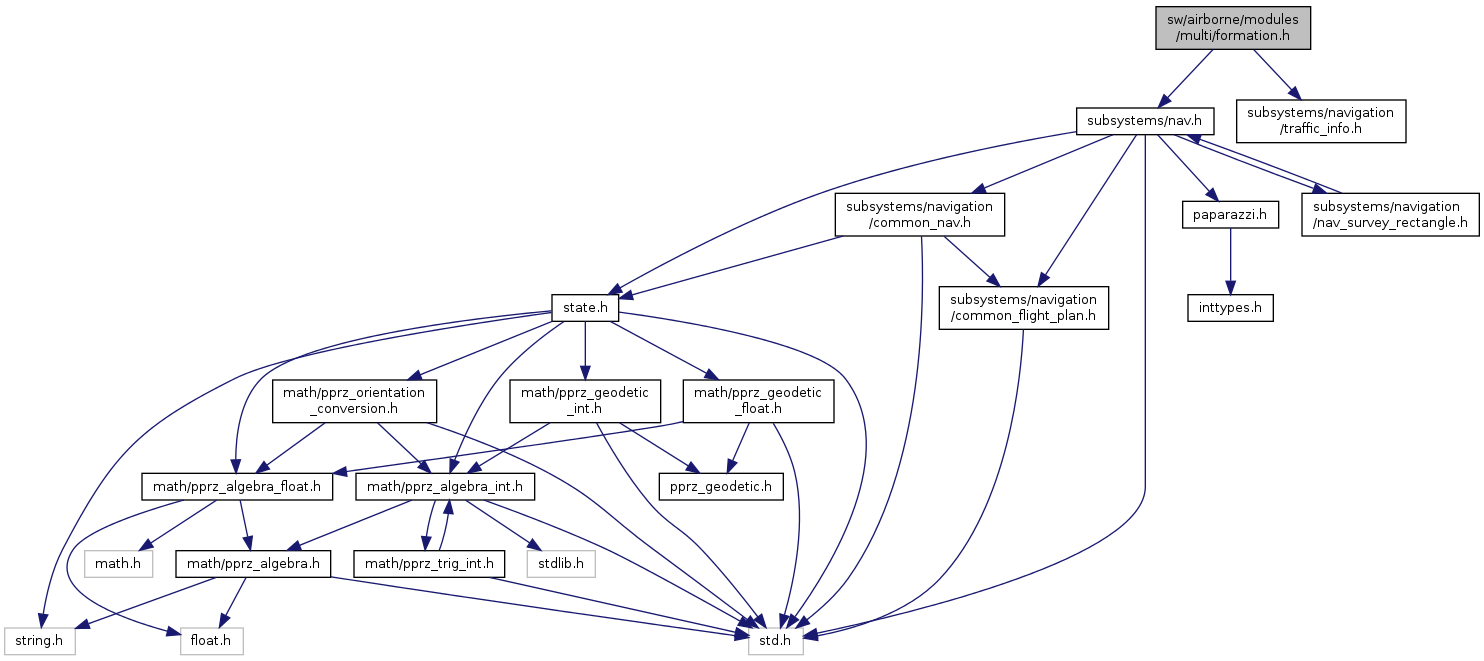 sw/airborne/modules
/multi/formation.h
subsystems/nav.h
subsystems/navigation
/traffic_info.h
subsystems/navigation
/common_nav.h
paparazzi.h
subsystems/navigation
/nav_survey_rectangle.h
state.h
subsystems/navigation
/common_flight_plan.h
inttypes.h
math/pprz_orientation
_conversion.h
math/pprz_geodetic
_int.h
math/pprz_geodetic
_float.h
math/pprz_algebra_float.h
math/pprz_algebra_int.h
pprz_geodetic.h
math.h
math/pprz_algebra.h
math/pprz_trig_int.h
stdlib.h
string.h
float.h
std.h